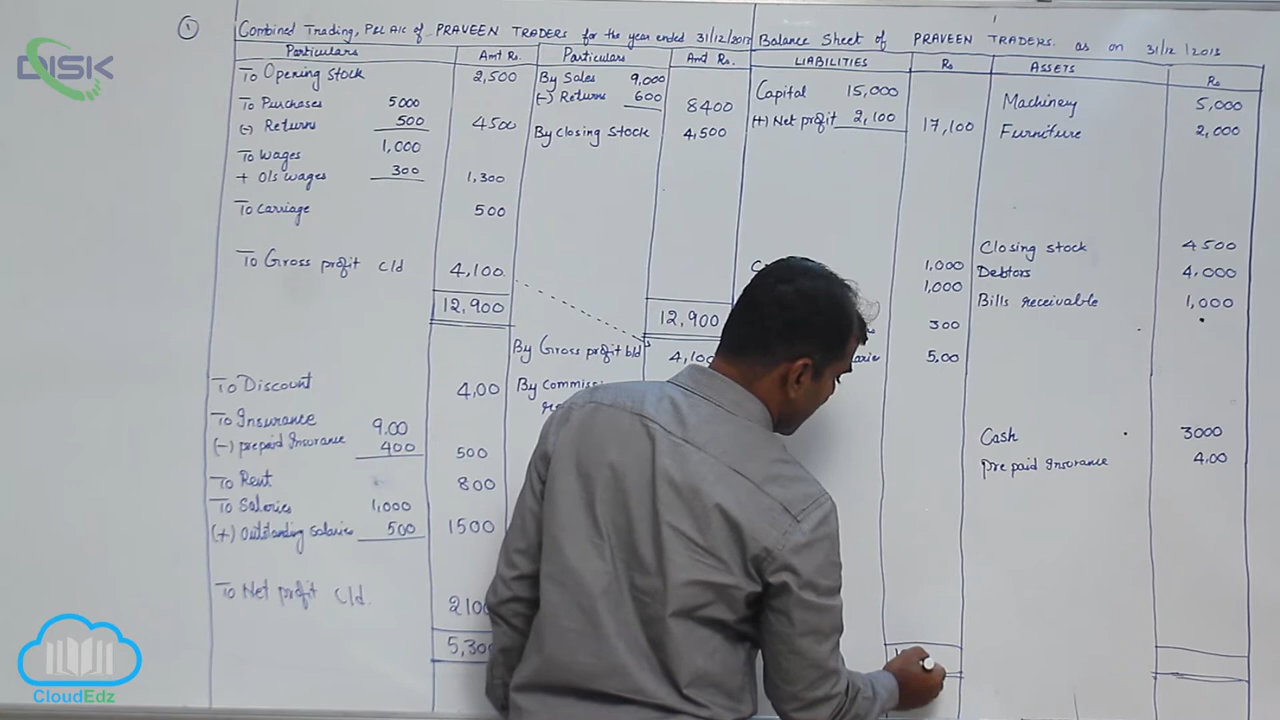 ① Combined Trading, P&L A/c of PRAVEEN TRADERS for the year ended 31/12/2013
Particulars Amt Rs. Particulars Amt Rs.
To Opening Stock 2,500
To Purchases 5000
(-) Returns 500 4500
To Wages 1,000
+ O/s wages 300 1,300
To Carriage 500
To Gross profit c/d 4,100
12,900
To Discount 4,00
To Insurance 9.00
(-) prepaid Insurance 400 500
To Rent 800
To Salaries 1,000
(+) Outstanding Salaries 500 1500
To Net profit c/d. 2100
5,300
By Sales 9,000
(-) Returns 600 8400
By Closing Stock 4,500
12,900
By Gross profit b/d 4,100
By Commission
Balance Sheet of PRAVEEN TRADERS. as on 31/12/2013
LIABILITIES Rs ASSETS Rs
Capital 15,000
(+) Net profit 2,100 17,100
1,000
1,000
300
5,00
Machinery 5,000
Furniture 2,000
Closing Stock 4500
Debtors 4,000
Bills receivable 1,000
Cash 3000
Prepaid Insurance 4,00
DISK
CloudEdz